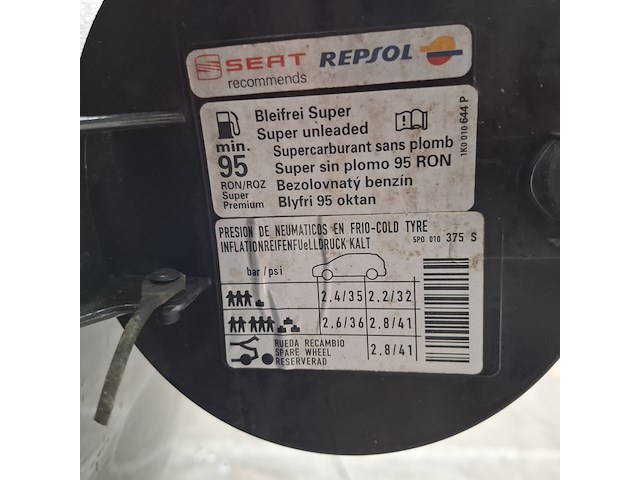 SEAT REPSOL
recommends
Bleifrei Super
Super unleaded
Supercarburant sans plomb
Super sin plomo 95 RON
Bezolovnatý benzín
Blyfri 95 oktan
min.
95
RON/ROZ
Super
Premium
1K0 010 644 P
PRESION DE NEUMATICOS EN FRIO-COLD TYRE
INFLATIONREIFENFUeLLDRUCK KALT
5P0 010 375 S
bar/psi
2.4/35 2.2/32
2.6/36 2.8/41
RUEDA RECAMBIO
SPARE WHEEL
RESERVERAD
2.8/41